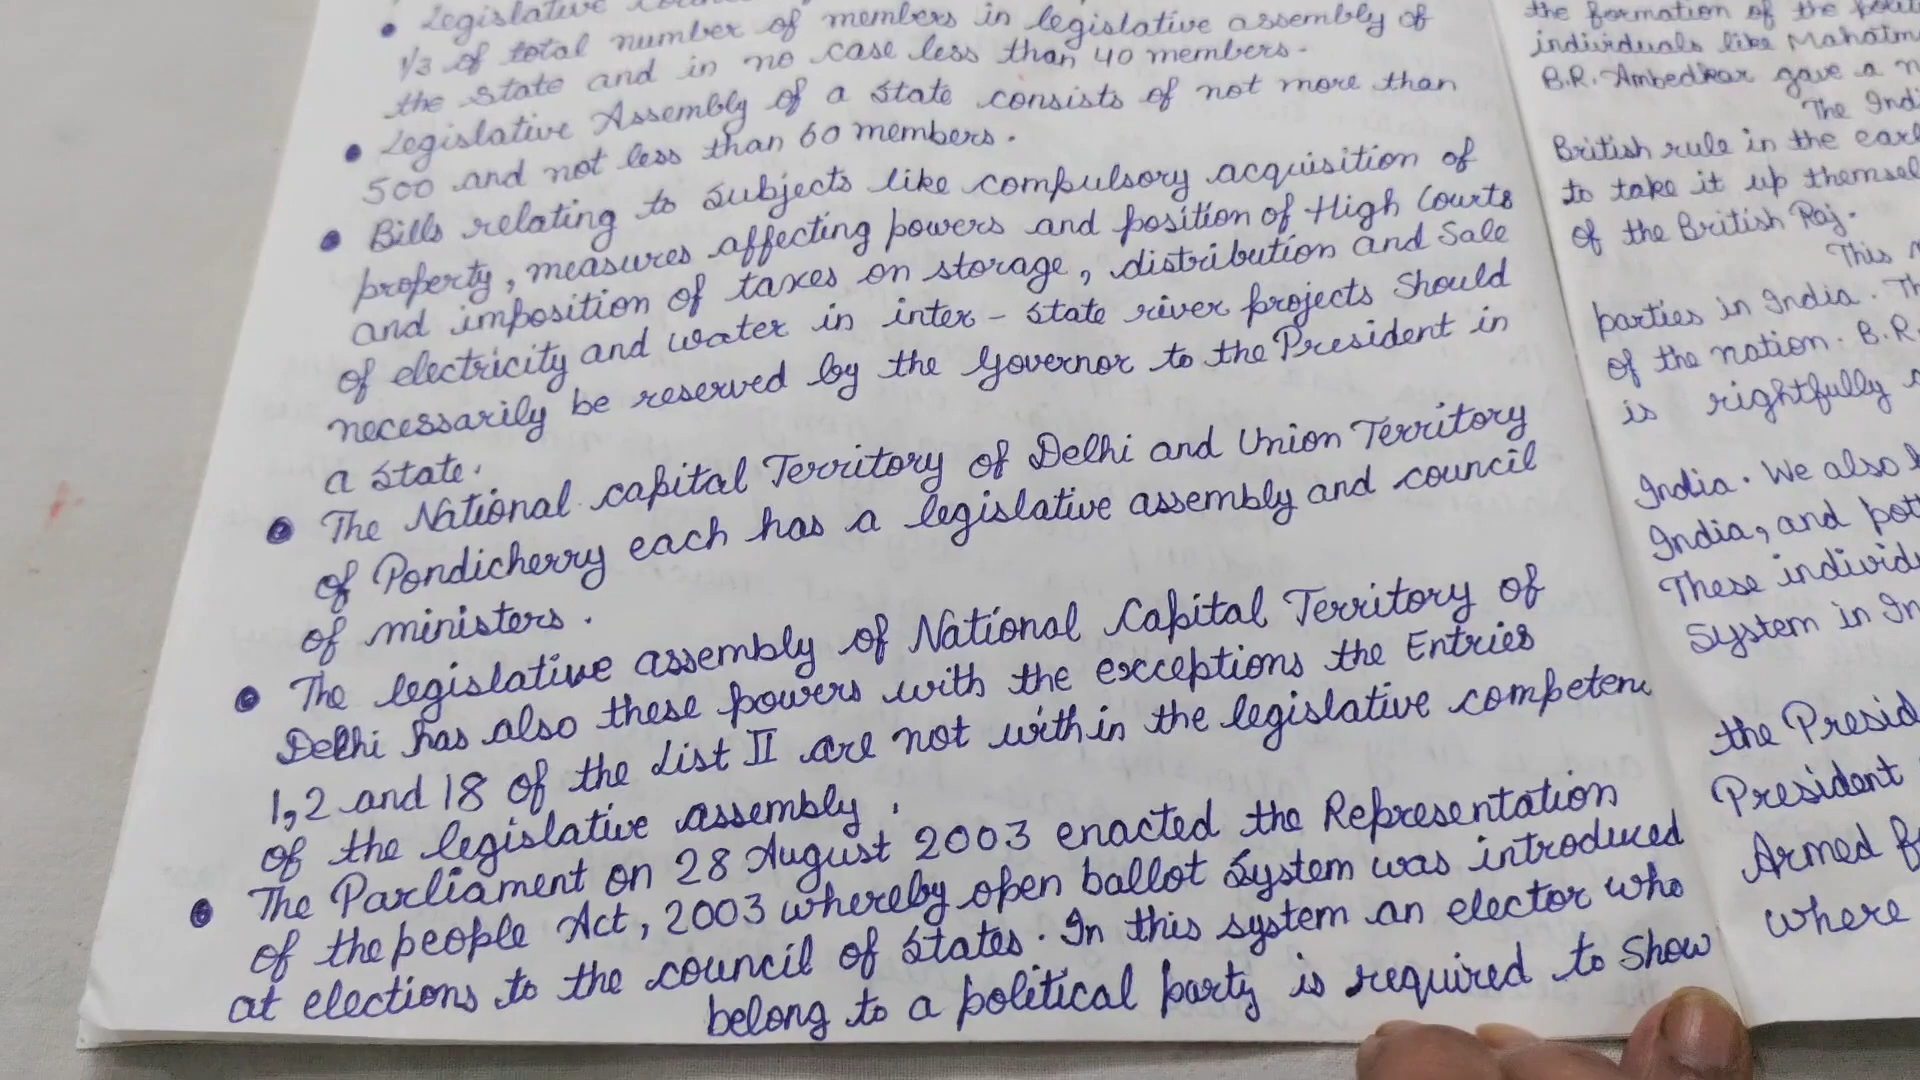 Legislative
1/3 of total number of members in legislative assembly of
the state and in no case less than 40 members.
Legislative Assembly of a state consists of not more than
500 and not less than 60 members.
Bills relating to subjects like compulsory acquisition of
property, measures affecting powers and position of High Courts
and imposition of taxes on storage, distribution and Sale
of electricity and water in inter - state river projects Should
necessarily be reserved by the Governor to the President in
a state.
The National capital Territory of Delhi and Union Territory
of Pondicherry each has a legislative assembly and council
of ministers.
The legislative assembly of National Capital Territory of
Delhi has also these powers with the exceptions the Entries
1,2 and 18 of the List II are not within the legislative competenc
of the legislative assembly.
The Parliament on 28 August 2003 enacted the Representation
of the people Act, 2003 whereby open ballot system was introduced
at elections to the council of states. In this system an elector who
belong to a political party is required to Show
the formation of the
individuals like Mahatm
B.R. Ambedkar gave a
The Indi
British rule in the earl
to take it up themsel
of the British Raj.
This
parties in India. Th
of the nation. B.R.
is rightfully
India. We also
India, and pot
These individu
System in In
the Presid
President
Armed f
where